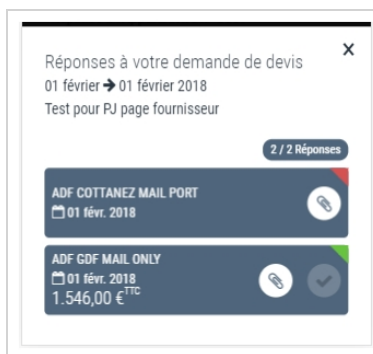 Réponses à votre demande de devis
01 février → 01 février 2018
Test pour PJ page fournisseur
2 / 2 Réponses
ADF COTTANEZ MAIL PORT
01 févr. 2018
ADF GDF MAIL ONLY
01 févr. 2018
1.546,00 €TTC